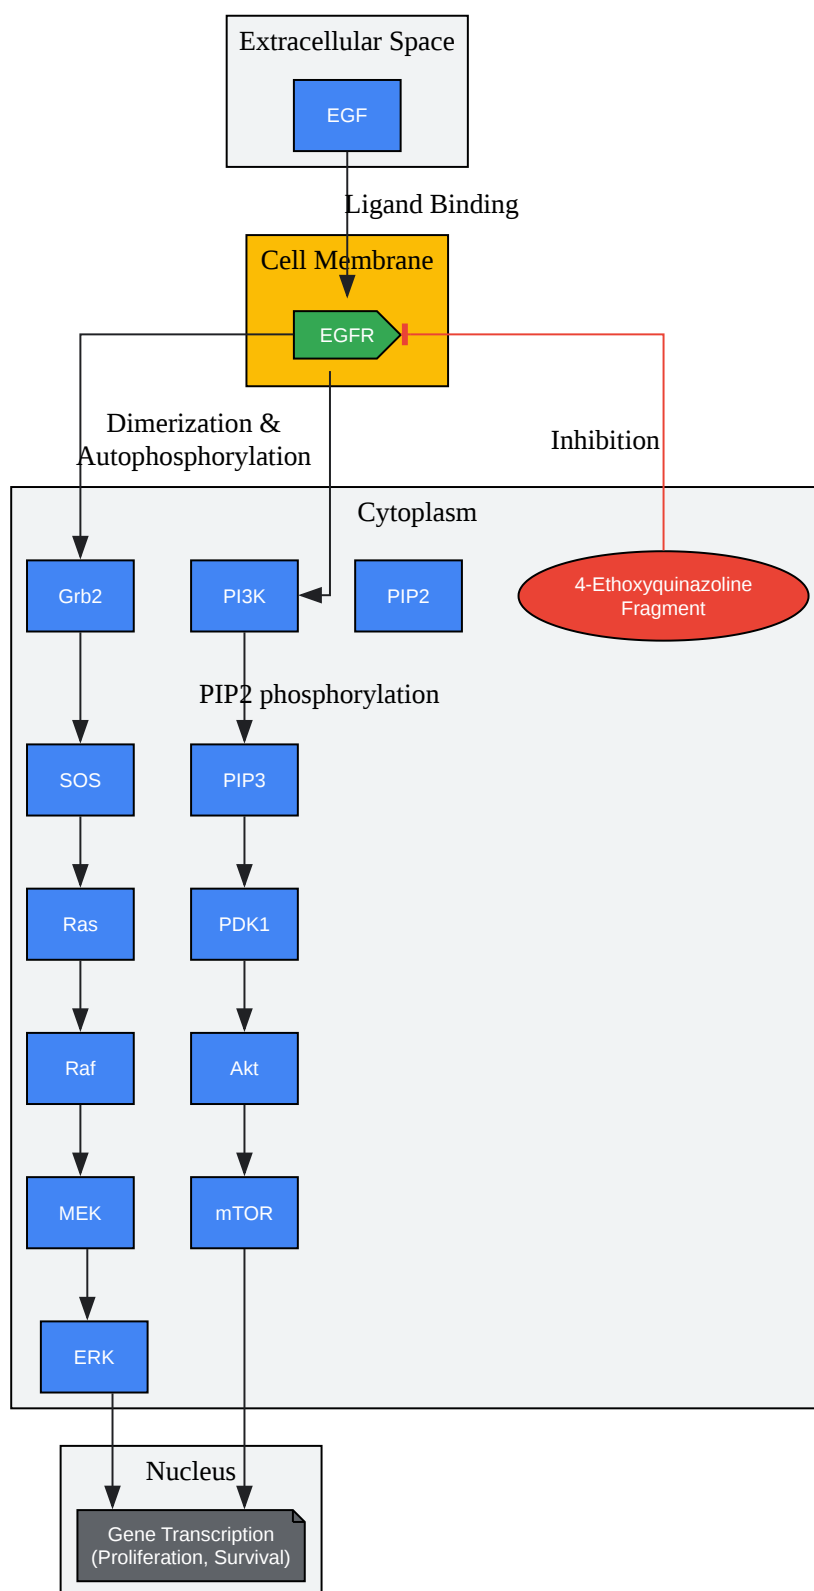 Extracellular Space
EGF
Ligand Binding
Cell Membrane
EGFR
Dimerization &
Autophosphorylation
Inhibition
Cytoplasm
Grb2
PI3K
PIP2
4-Ethoxyquinazoline
Fragment
PIP2 phosphorylation
SOS
PIP3
Ras
PDK1
Raf
Akt
MEK
mTOR
ERK
Nucleus
Gene Transcription
(Proliferation, Survival)